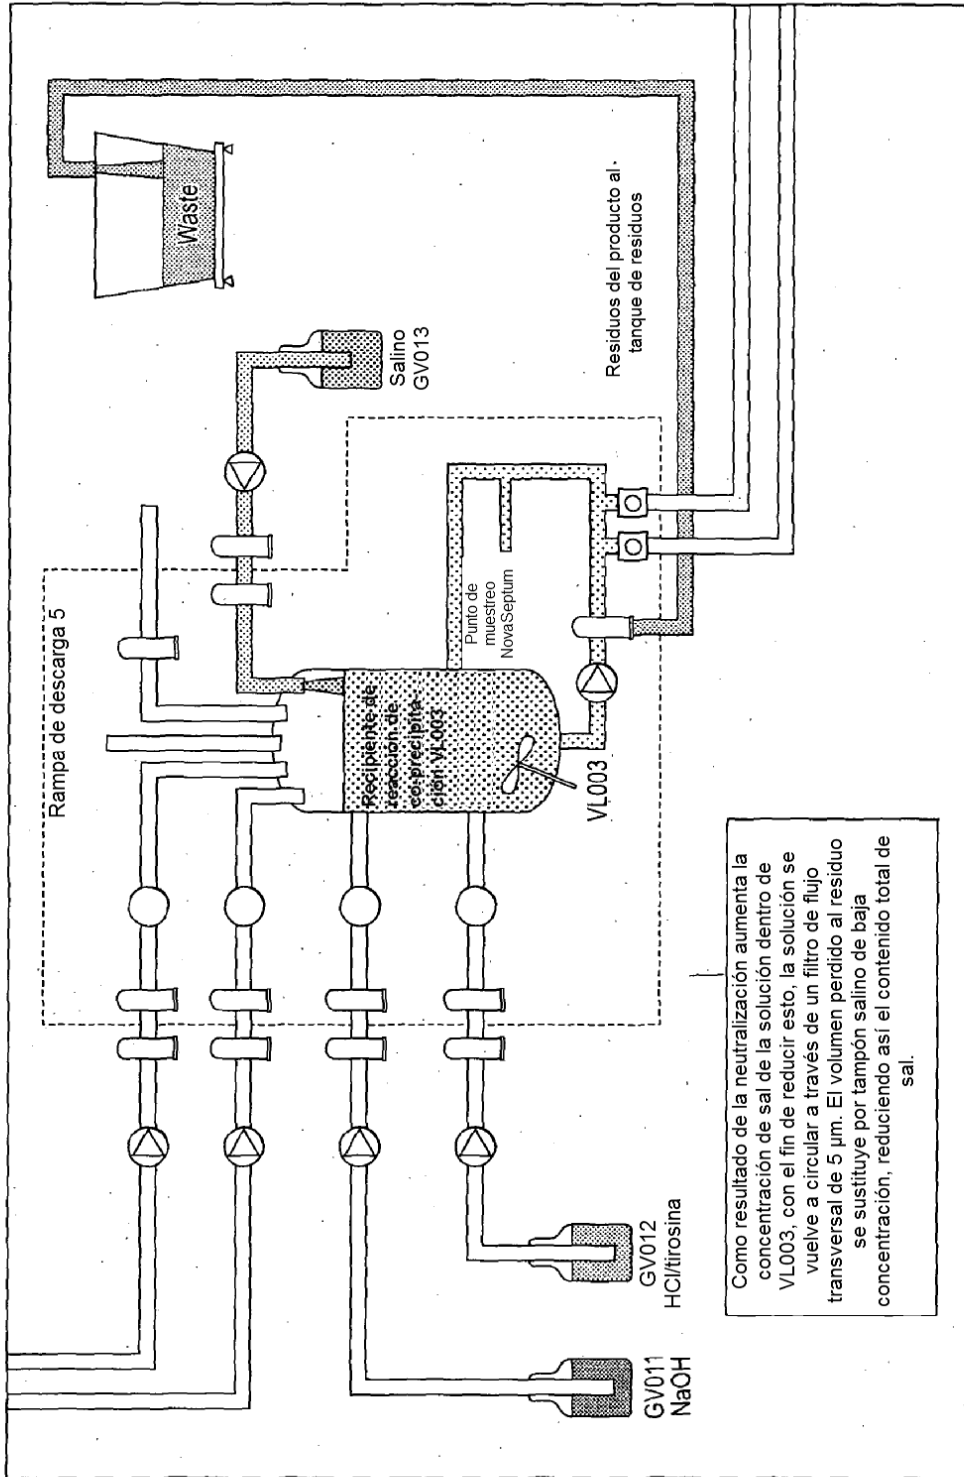 Rampa de descarga 5
Waste
Salino
GV013
Residuos del producto al
tanque de residuos
Punto de
muestreo
NovaSeptum
Recipiente de
reacción de
co-precipita-
ción VL003
VL003
GV012
HCl/tirosina
GV011
NaOH
Como resultado de la neutralización aumenta la
concentración de sal de la solución dentro de
VL003, con el fin de reducir esto, la solución se
vuelve a circular a través de un filtro de flujo
transversal de 5 µm. El volumen perdido al residuo
se sustituye por tampón salino de baja
concentración, reduciendo así el contenido total de
sal.